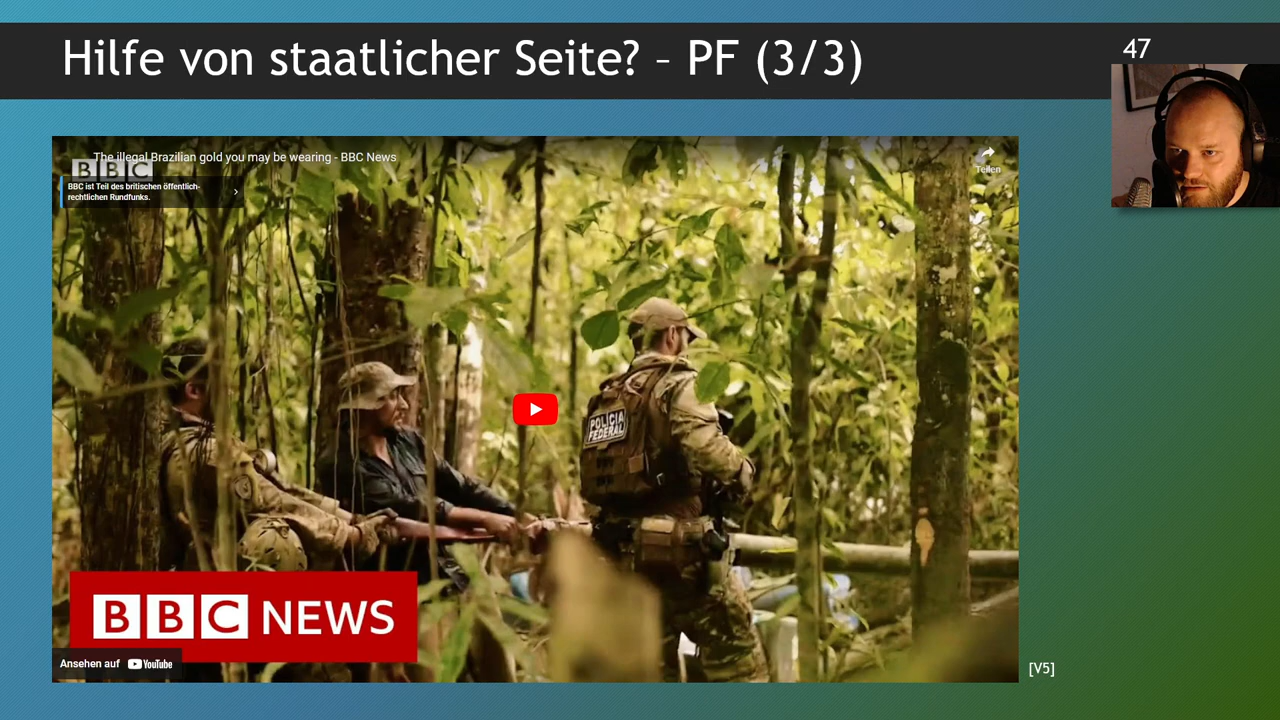 Hilfe von staatlicher Seite? – PF (3/3)
47
The illegal Brazilian gold you may be wearing - BBC News
BBC
BBC ist Teil des britischen öffentlich-
rechtlichen Rundfunks.
Teilen
POLICIA
FEDERAL
BBC NEWS
Ansehen auf YouTube
[V5]